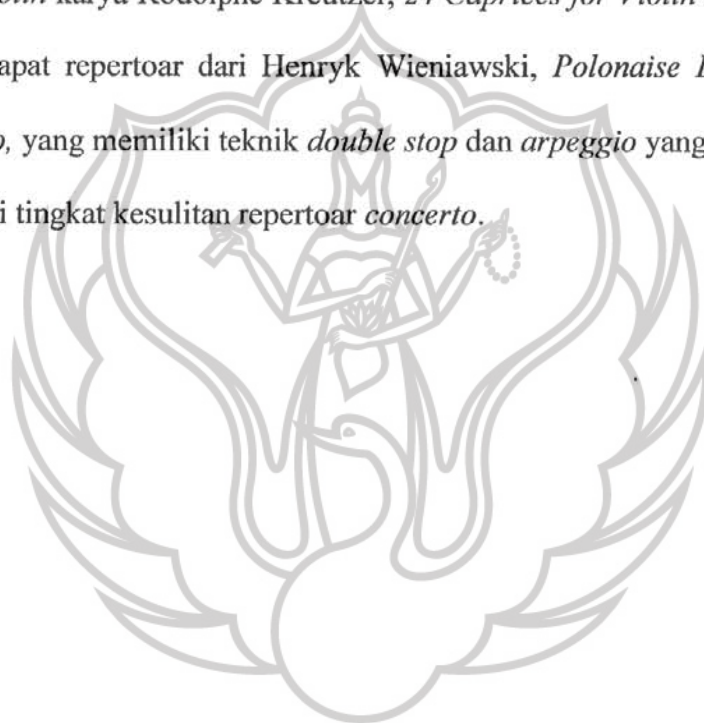 karya Rodolphe Kreutzer, 24 Caprices for Violin
repertoar dari Henryk Wieniawski, Polonaise
yang memiliki teknik double stop dan arpeggio yang
tingkat kesulitan repertoar concerto.